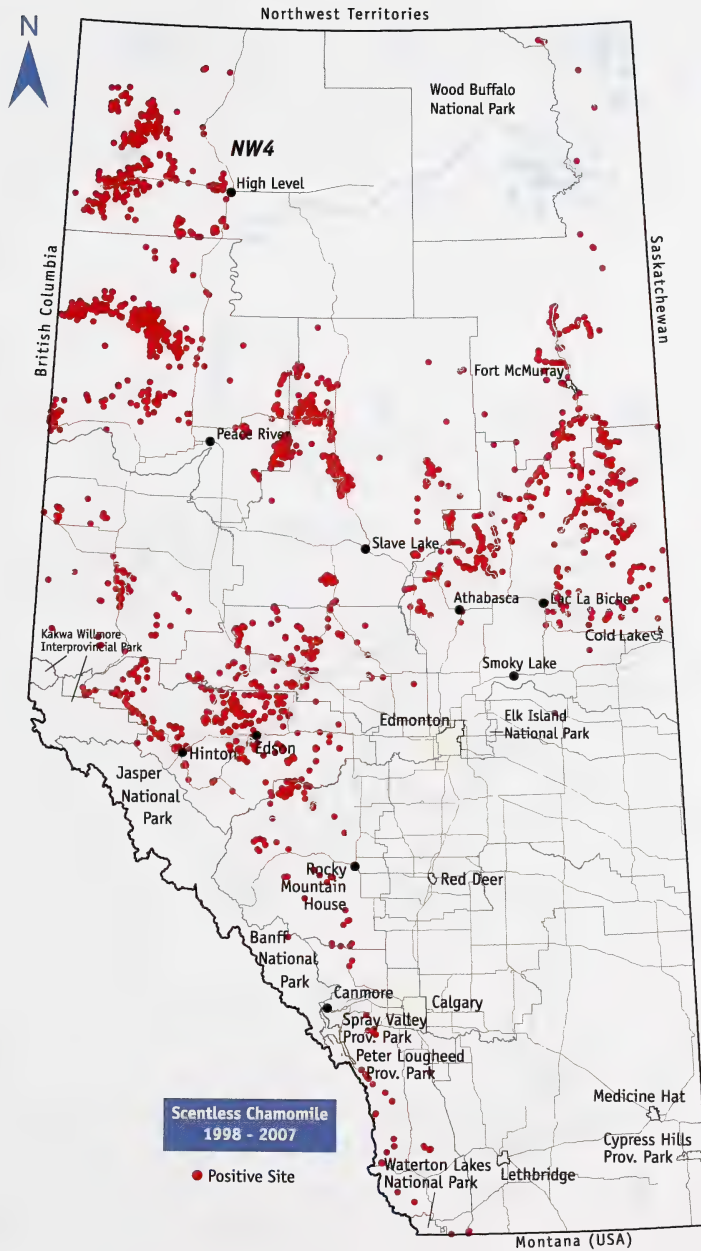 Northwest Territories
N
Wood Buffalo
National Park
NW4
High Level
British Columbia
Saskatchewan
Fort McMurray
Peace River
Slave Lake
Athabasca
Lac La Biche
Cold Lake
Kakwa Willmore
Interprovincial Park
Smoky Lake
Edmonton
Elk Island
National Park
Hinton
Edson
Jasper
National
Park
Rocky
Mountain
House
Red Deer
Banff
National
Park
Canmore
Calgary
Spray Valley
Prov. Park
Peter Lougheed
Prov. Park
Scentless Chamomile
1998 - 2007
Positive Site
Medicine Hat
Cypress Hills
Prov. Park
Waterton Lakes
National Park
Lethbridge
Montana (USA)